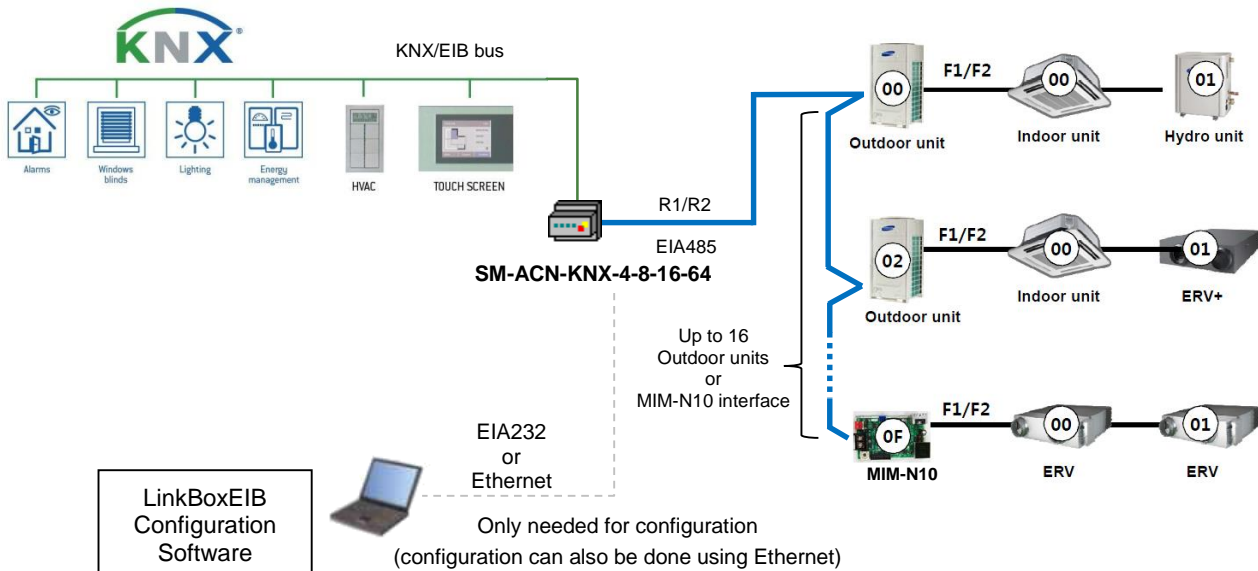 KNX®
KNX/EIB bus
Alarms
Windows
blinds
Lighting
Energy
management
HVAC
TOUCH SCREEN
R1/R2
EIA485
SM-ACN-KNX-4-8-16-64
00
Outdoor unit
F1/F2
00
Indoor unit
01
Hydro unit
02
Outdoor unit
F1/F2
00
Indoor unit
01
ERV+
Up to 16
Outdoor units
or
MIM-N10 interface
0F
MIM-N10
F1/F2
00
ERV
01
ERV
EIA232
or
Ethernet
LinkBoxEIB
Configuration
Software
Only needed for configuration
(configuration can also be done using Ethernet)